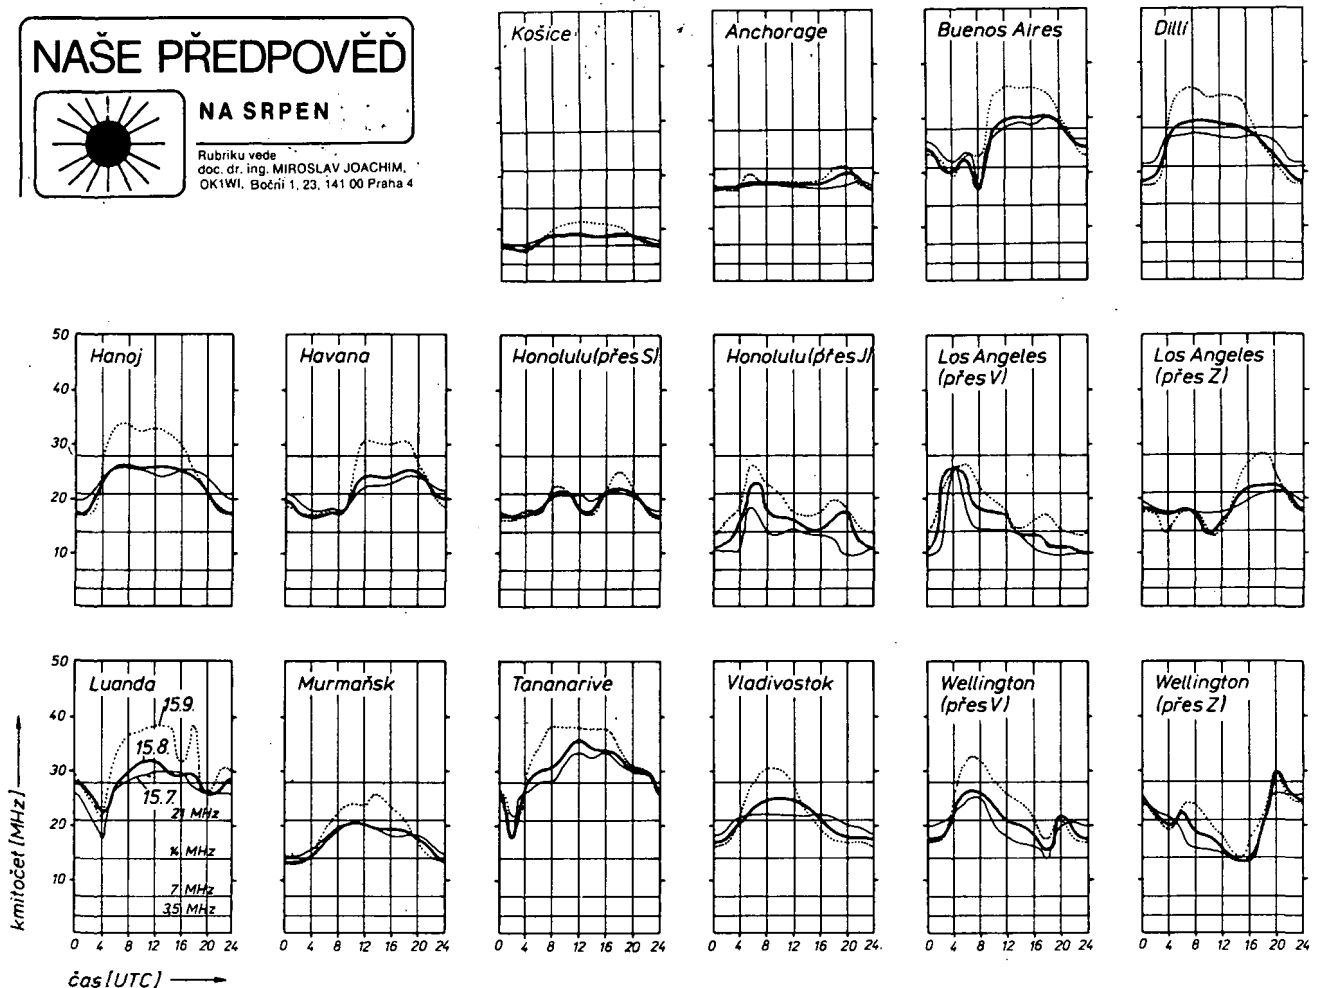 NAŠE PŘEDPOVĚĎ
NA SRPEN
Rubriku vede
doc. dr. ing. MIROSLAV JOACHIM,
OK1WI, Boční 1, 23, 141 00 Praha 4
Košice
Anchorage
Buenos Aires
Dillí
50
40
30
20
10
Hanoj
Havana
Honolulu (přes S)
Honolulu (přes J)
Los Angeles
(přes V)
Los Angeles
(přes Z)
50
40
30
20
10
kmitočet [MHz]
Luanda
15.9.
15.8.
15.7.
21 MHz
14 MHz
7 MHz
3,5 MHz
Murmaňsk
Tananarive
Vladivostok
Wellington
(přes V)
Wellington
(přes Z)
0 4 8 12 16 20 24
0 4 8 12 16 20 24
0 4 8 12 16 20 24
0 4 8 12 16 20 24
0 4 8 12 16 20 24
0 4 8 12 16 20 24
čas [UTC]